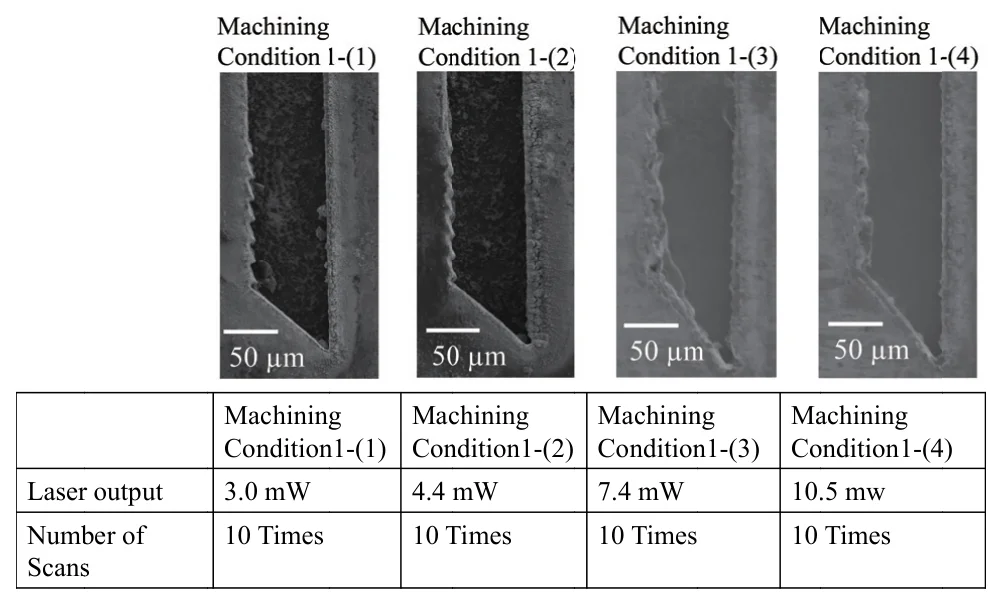 Machining
Condition 1-(1)
Machining
Condition 1-(2)
Machining
Condition 1-(3)
Machining
Condition 1-(4)
50 μm
50 μm
50 μm
50 μm
Machining
Condition1-(1)
Machining
Condition1-(2)
Machining
Condition1-(3)
Machining
Condition1-(4)
Laser output
3.0 mW
4.4 mW
7.4 mW
10.5 mw
Number of
Scans
10 Times
10 Times
10 Times
10 Times